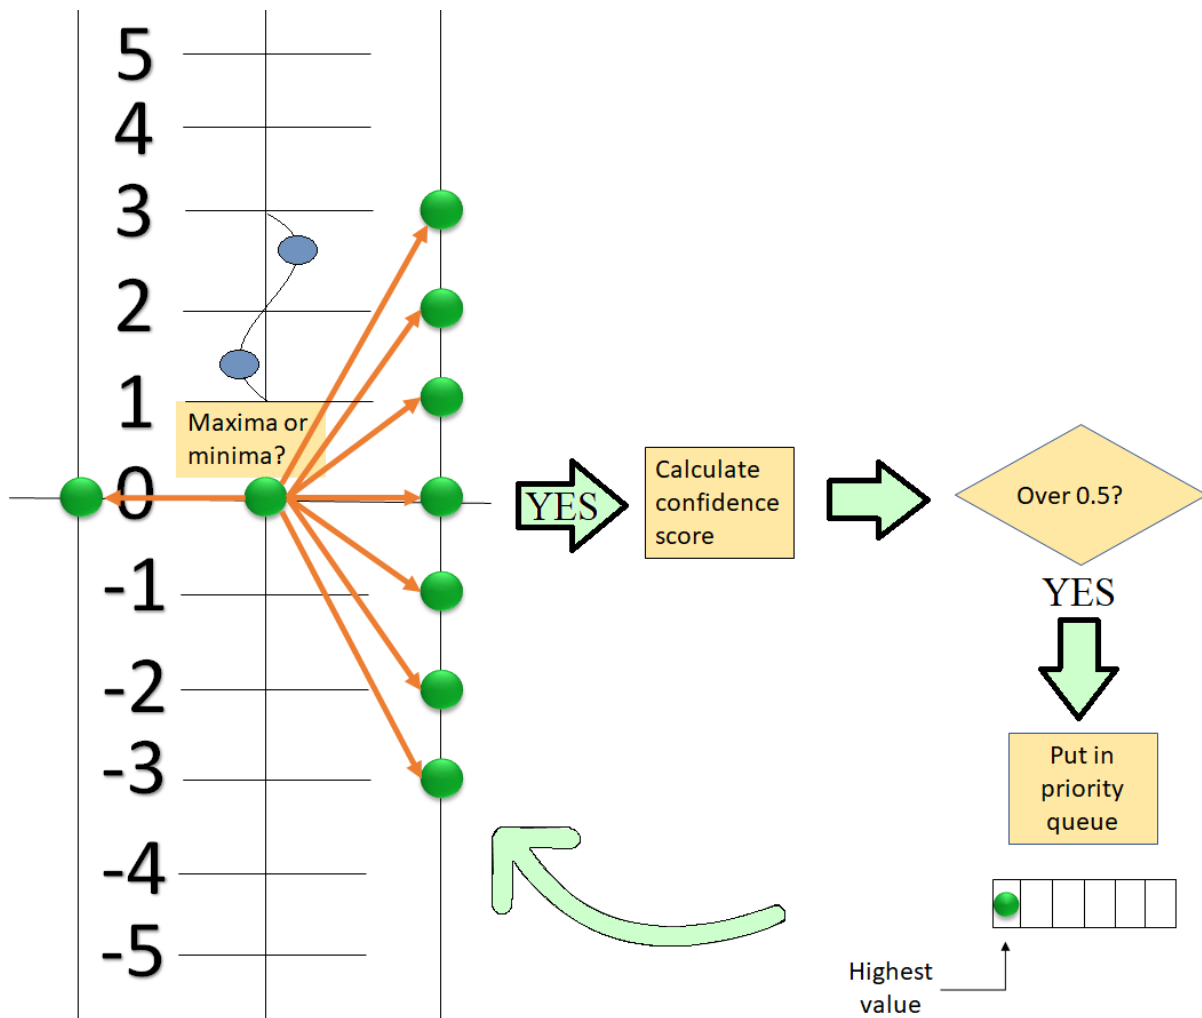 5
4
3
2
1
Maxima or
minima?
0
-1
-2
-3
-4
-5
YES
Calculate
confidence
score
Over 0.5?
YES
Put in
priority
queue
Highest
value